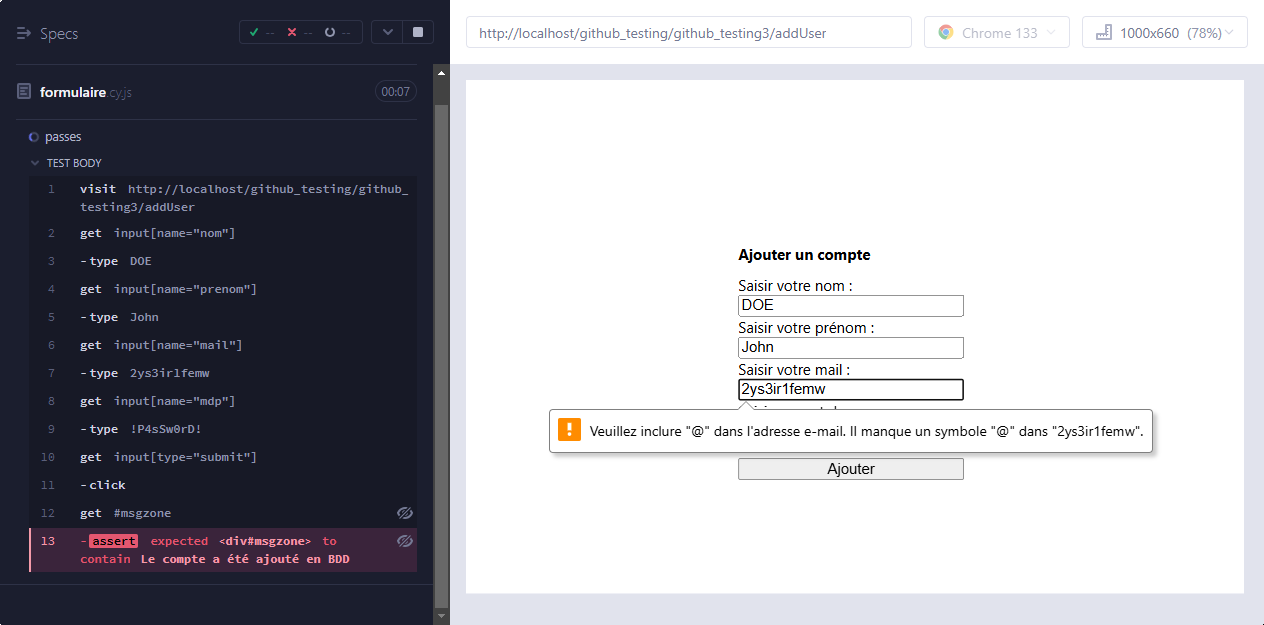 Specs
-- -- --
formulaire.cy.js
00:07
passes
TEST BODY
1 visit http://localhost/github_testing/github_
testing3/addUser
2 get input[name="nom"]
3 -type DOE
4 get input[name="prenom"]
5 -type John
6 get input[name="mail"]
7 -type 2ys3ir1femw
8 get input[name="mdp"]
9 -type !P4sSw0rD!
10 get input[type="submit"]
11 -click
12 get #msgzone
13 -assert expected <div#msgzone> to
contain Le compte a été ajouté en BDD
http://localhost/github_testing/github_testing3/addUser
Chrome 133
1000x660 (78%)
Ajouter un compte
Saisir votre nom :
DOE
Saisir votre prénom :
John
Saisir votre mail :
2ys3ir1femw
Veuillez inclure "@" dans l'adresse e-mail. Il manque un symbole "@" dans "2ys3ir1femw".
Ajouter